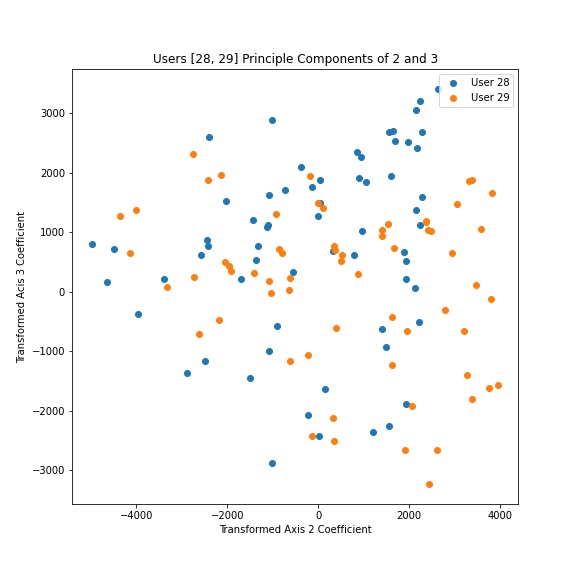 Users [28, 29] Principle Components of 2 and 3
User 28
User 29
Transformed Acis 3 Coefficient
3000
2000
1000
0
−1000
−2000
−3000
−4000
−2000
0
2000
4000
Transformed Axis 2 Coefficient